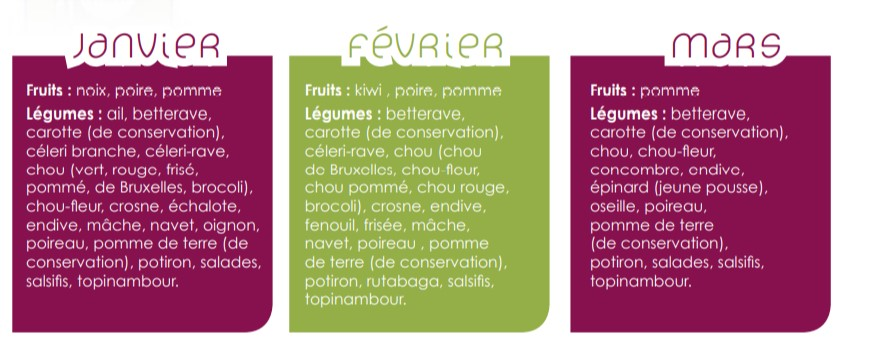 Janvier
Fruits : noix, poire, pomme
Légumes : ail, betterave,
carotte (de conservation),
céleri branche, céleri-rave,
chou (vert, rouge, frisé,
pommé, de Bruxelles, brocoli),
chou-fleur, crosne, échalote,
endive, mâche, navet, oignon,
poireau, pomme de terre (de
conservation), potiron, salades,
salsifis, topinambour.
Février
Fruits : kiwi , poire, pomme
Légumes : betterave,
carotte (de conservation),
céleri-rave, chou (chou
de Bruxelles, chou-fleur,
chou pommé, chou rouge,
brocoli), crosne, endive,
fenouil, frisée, mâche,
navet, poireau , pomme
de terre (de conservation),
potiron, rutabaga, salsifis,
topinambour.
Mars
Fruits : pomme
Légumes : betterave,
carotte (de conservation),
chou, chou-fleur,
concombre, endive,
épinard (jeune pousse),
oseille, poireau,
pomme de terre
(de conservation),
potiron, salades, salsifis,
topinambour.